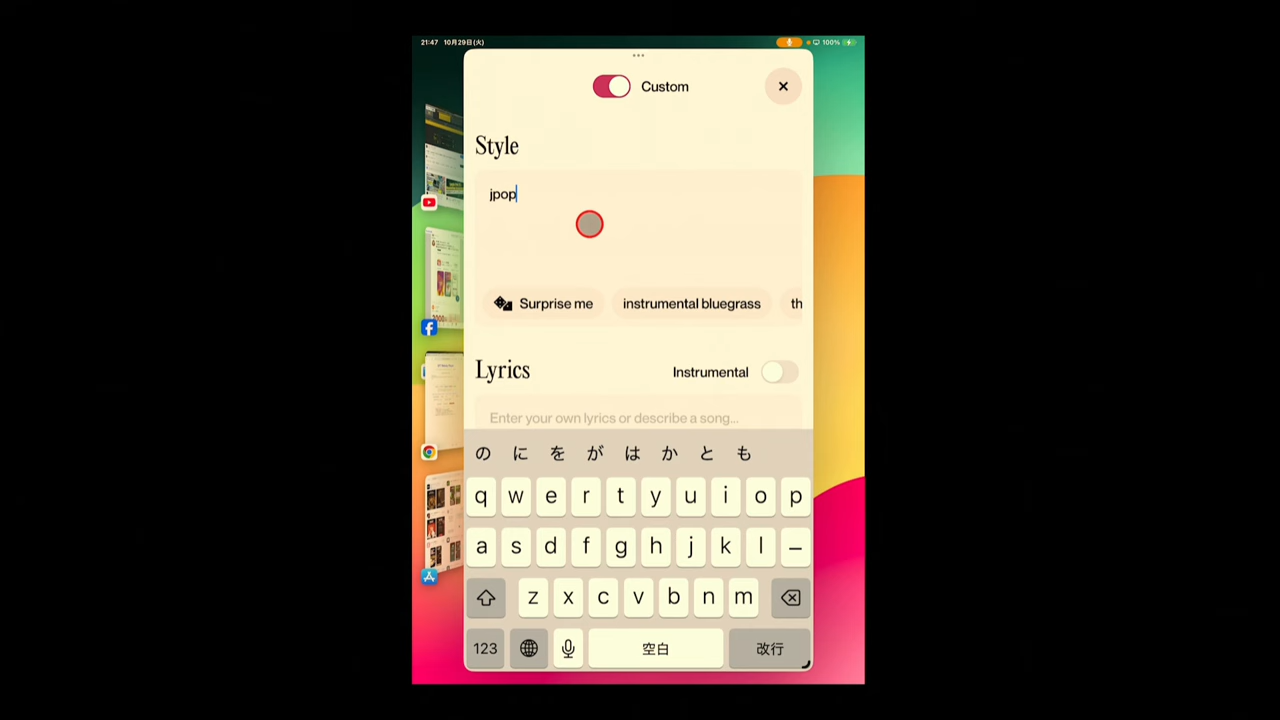 21:47 10月29日(火)
100%
Custom
Style
jpop
Surprise me
instrumental bluegrass
th
Lyrics
Instrumental
Enter your own lyrics or describe a song...
の に を が は か と も
q w e r t y u i o p
a s d f g h j k l –
z x c v b n m
123 空白 改行